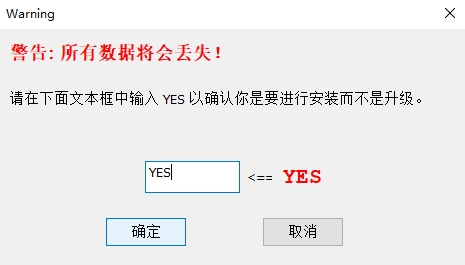 Warning
警告: 所有数据将会丢失!
请在下面文本框中输入 YES 以确认你是要进行安装而不是升级。
YES <== YES
确定 取消